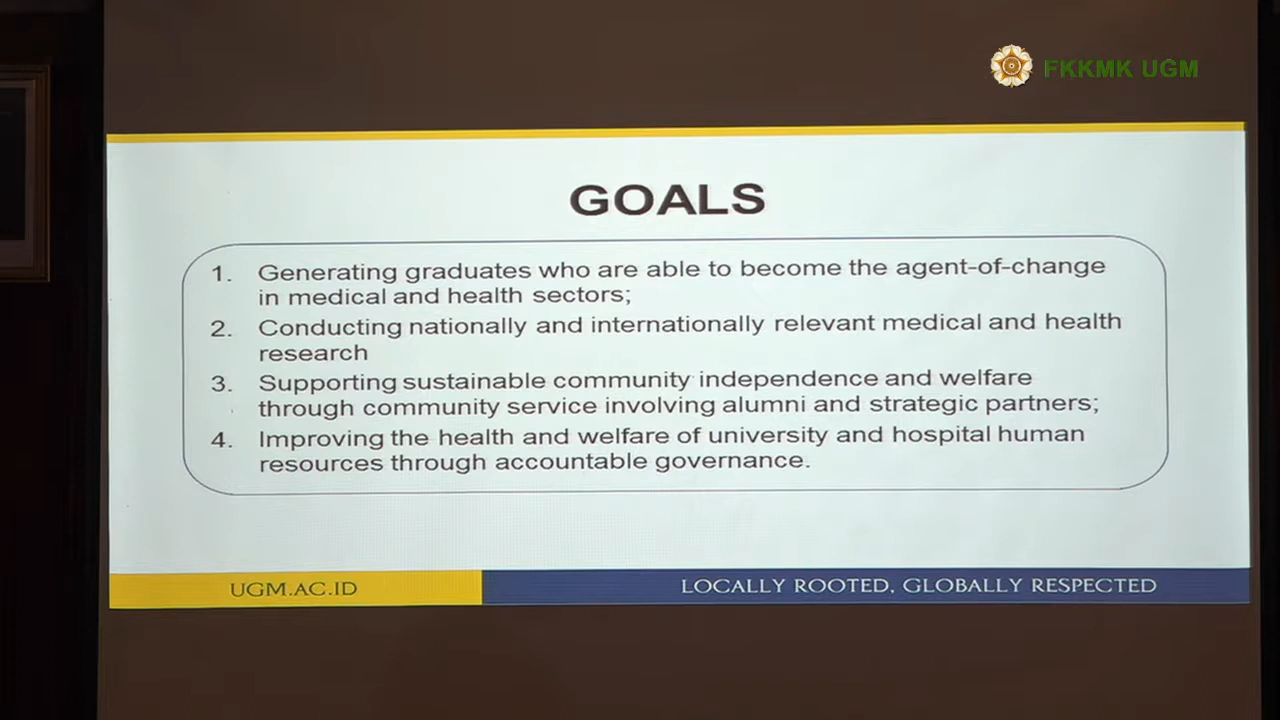 FKKMK UGM
GOALS
1. Generating graduates who are able to become the agent-of-change
in medical and health sectors;
2. Conducting nationally and internationally relevant medical and health
research
3. Supporting sustainable community independence and welfare
through community service involving alumni and strategic partners;
4. Improving the health and welfare of university and hospital human
resources through accountable governance.
UGM.AC.ID
LOCALLY ROOTED, GLOBALLY RESPECTED